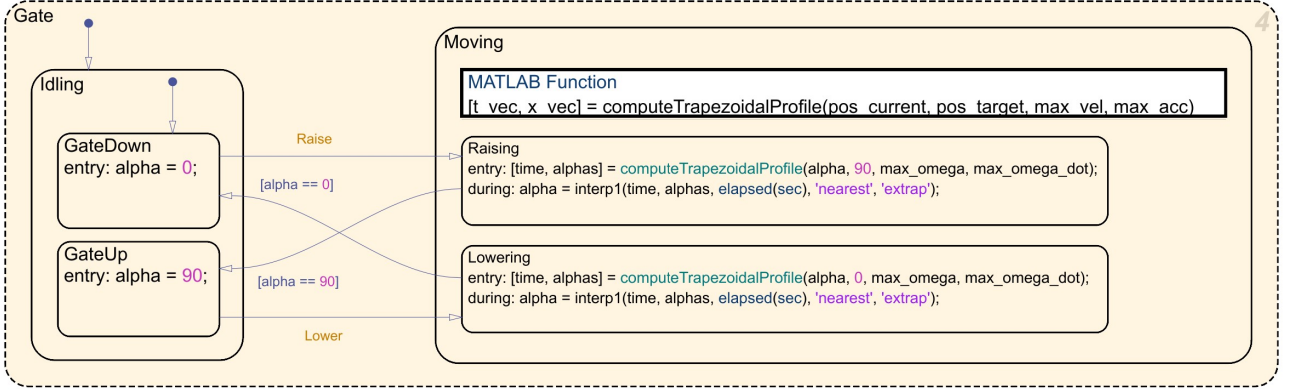 Gate
4
Moving
Idling
MATLAB Function
[t_vec, x_vec] = computeTrapezoidalProfile(pos_current, pos_target, max_vel, max_acc)
GateDown
entry: alpha = 0;
Raise
Raising
entry: [time, alphas] = computeTrapezoidalProfile(alpha, 90, max_omega, max_omega_dot);
during: alpha = interp1(time, alphas, elapsed(sec), 'nearest', 'extrap');
[alpha == 0]
GateUp
entry: alpha = 90;
[alpha == 90]
Lowering
entry: [time, alphas] = computeTrapezoidalProfile(alpha, 0, max_omega, max_omega_dot);
during: alpha = interp1(time, alphas, elapsed(sec), 'nearest', 'extrap');
Lower